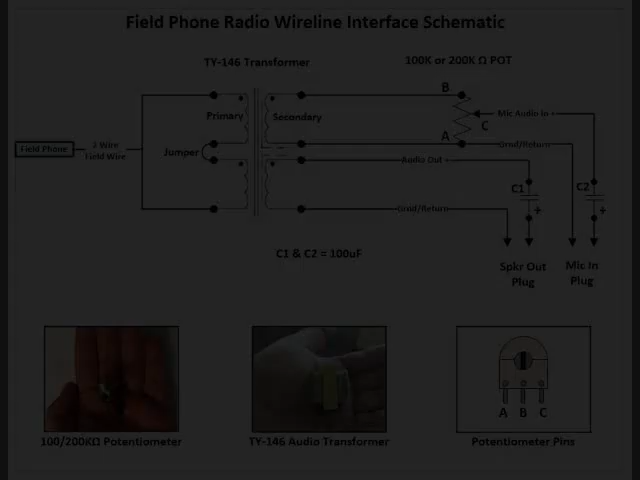 Field Phone Radio Wireline Interface Schematic
TY-146 Transformer
100K or 200K Ω POT
B
Primary
Secondary
Mic Audio In +
C
A
Field Phone
2 Wire
Field Wire
Jumper
Grnd/Return
Audio Out +
C1
C2
+
+
Grnd/Return
C1 & C2 = 100uF
Spkr Out
Plug
Mic In
Plug
A B C
100/200KΩ Potentiometer
TY-146 Audio Transformer
Potentiometer Pins